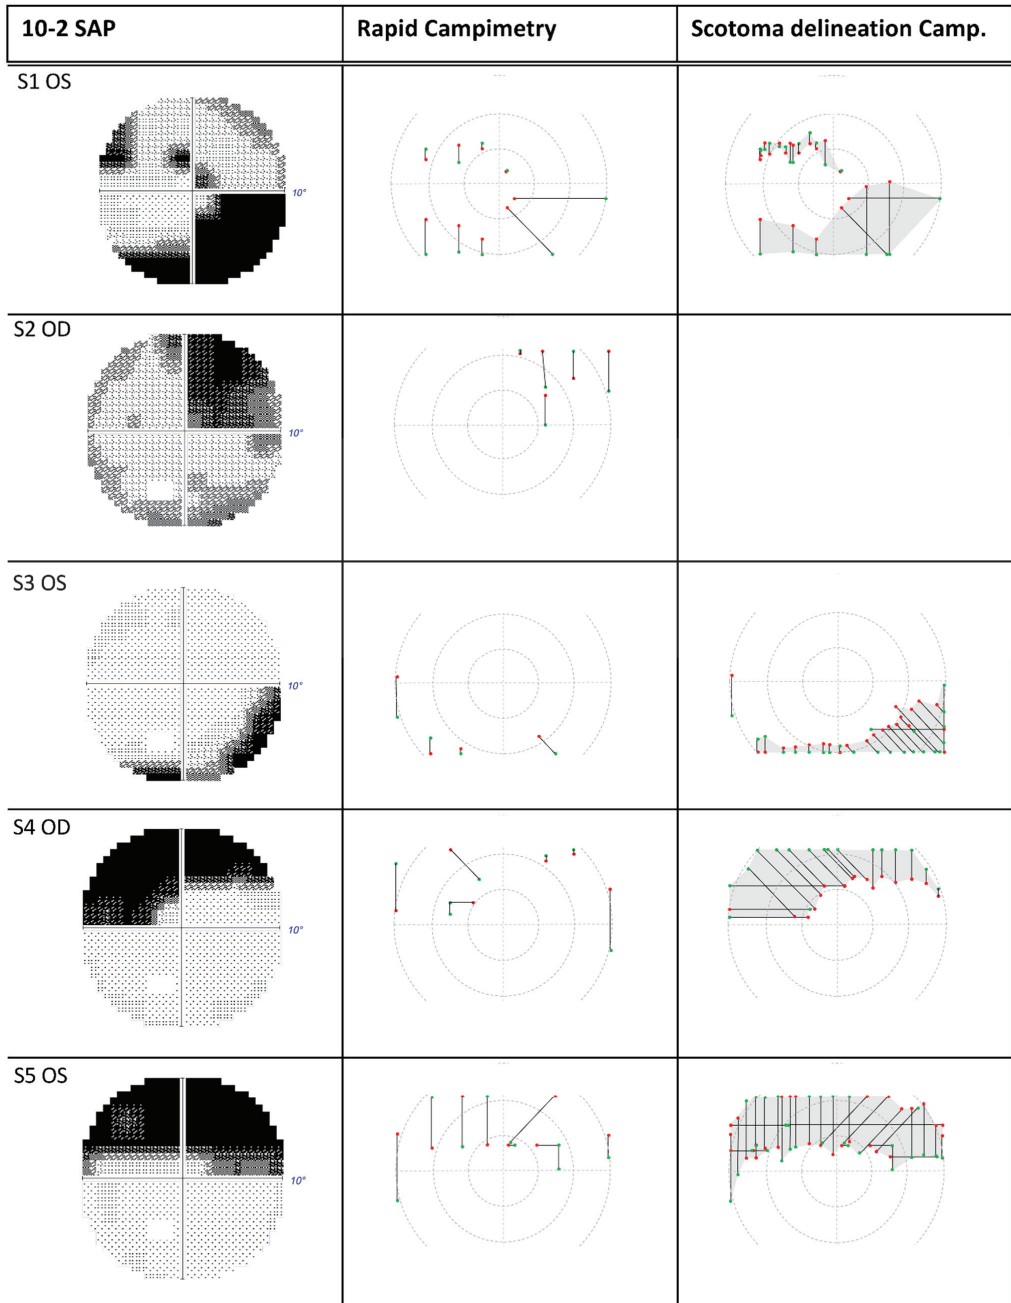 10-2 SAP
Rapid Campimetry
Scotoma delineation Camp.
S1 OS
10°
S2 OD
10°
S3 OS
10°
S4 OD
10°
S5 OS
10°